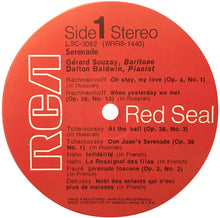 Side 1 Stereo
LSC-3082 (WRRS-1440)
Serenade
Gérard Souzay, Baritone
Dalton Baldwin, Pianist
Rachmaninoff Oh stay, my love (Op. 4, No. 1)
(In Russian)
Rachmaninoff When yesterday we met
(Op. 26, No. 13) (In Russian)
RCA
Red Seal
Tchaikovsky At the ball (Op. 38, No. 3)
(In Russian)
Tchaikovsky Don Juan's Serenade (Op. 38, No. 1) (In Russian)
Hahn Infidélité (In French)
Hahn Le Rossignol des lilas (In French)
Fauré Sérénade toscane (Op. 3, No. 2)
(In French)
Debussy Noël des enfants qui n'ont
plus de maisons (In French)